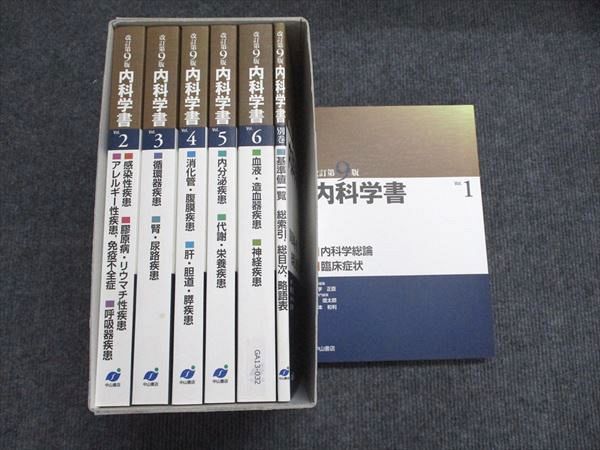 改訂第9版
内科学書
Vol.
2
感染性疾患
膠原病・リウマチ性疾患
アレルギー性疾患,免疫不全症
呼吸器疾患
中山書店
改訂第9版
内科学書
Vol.
3
循環器疾患
腎・尿路疾患
中山書店
改訂第9版
内科学書
Vol.
4
消化管・腹膜疾患
肝・胆道・膵疾患
中山書店
改訂第9版
内科学書
Vol.
5
内分泌疾患
代謝・栄養疾患
中山書店
改訂第9版
内科学書
Vol.
6
血液・造血器疾患
神経疾患
GA13-032
改訂第9版
内科学書
別巻
基準値一覧
総索引,総目次,略語表
中山書店
改訂第9版
内科学書
Vol.
1
内科学総論
臨床症状
正臣
和利